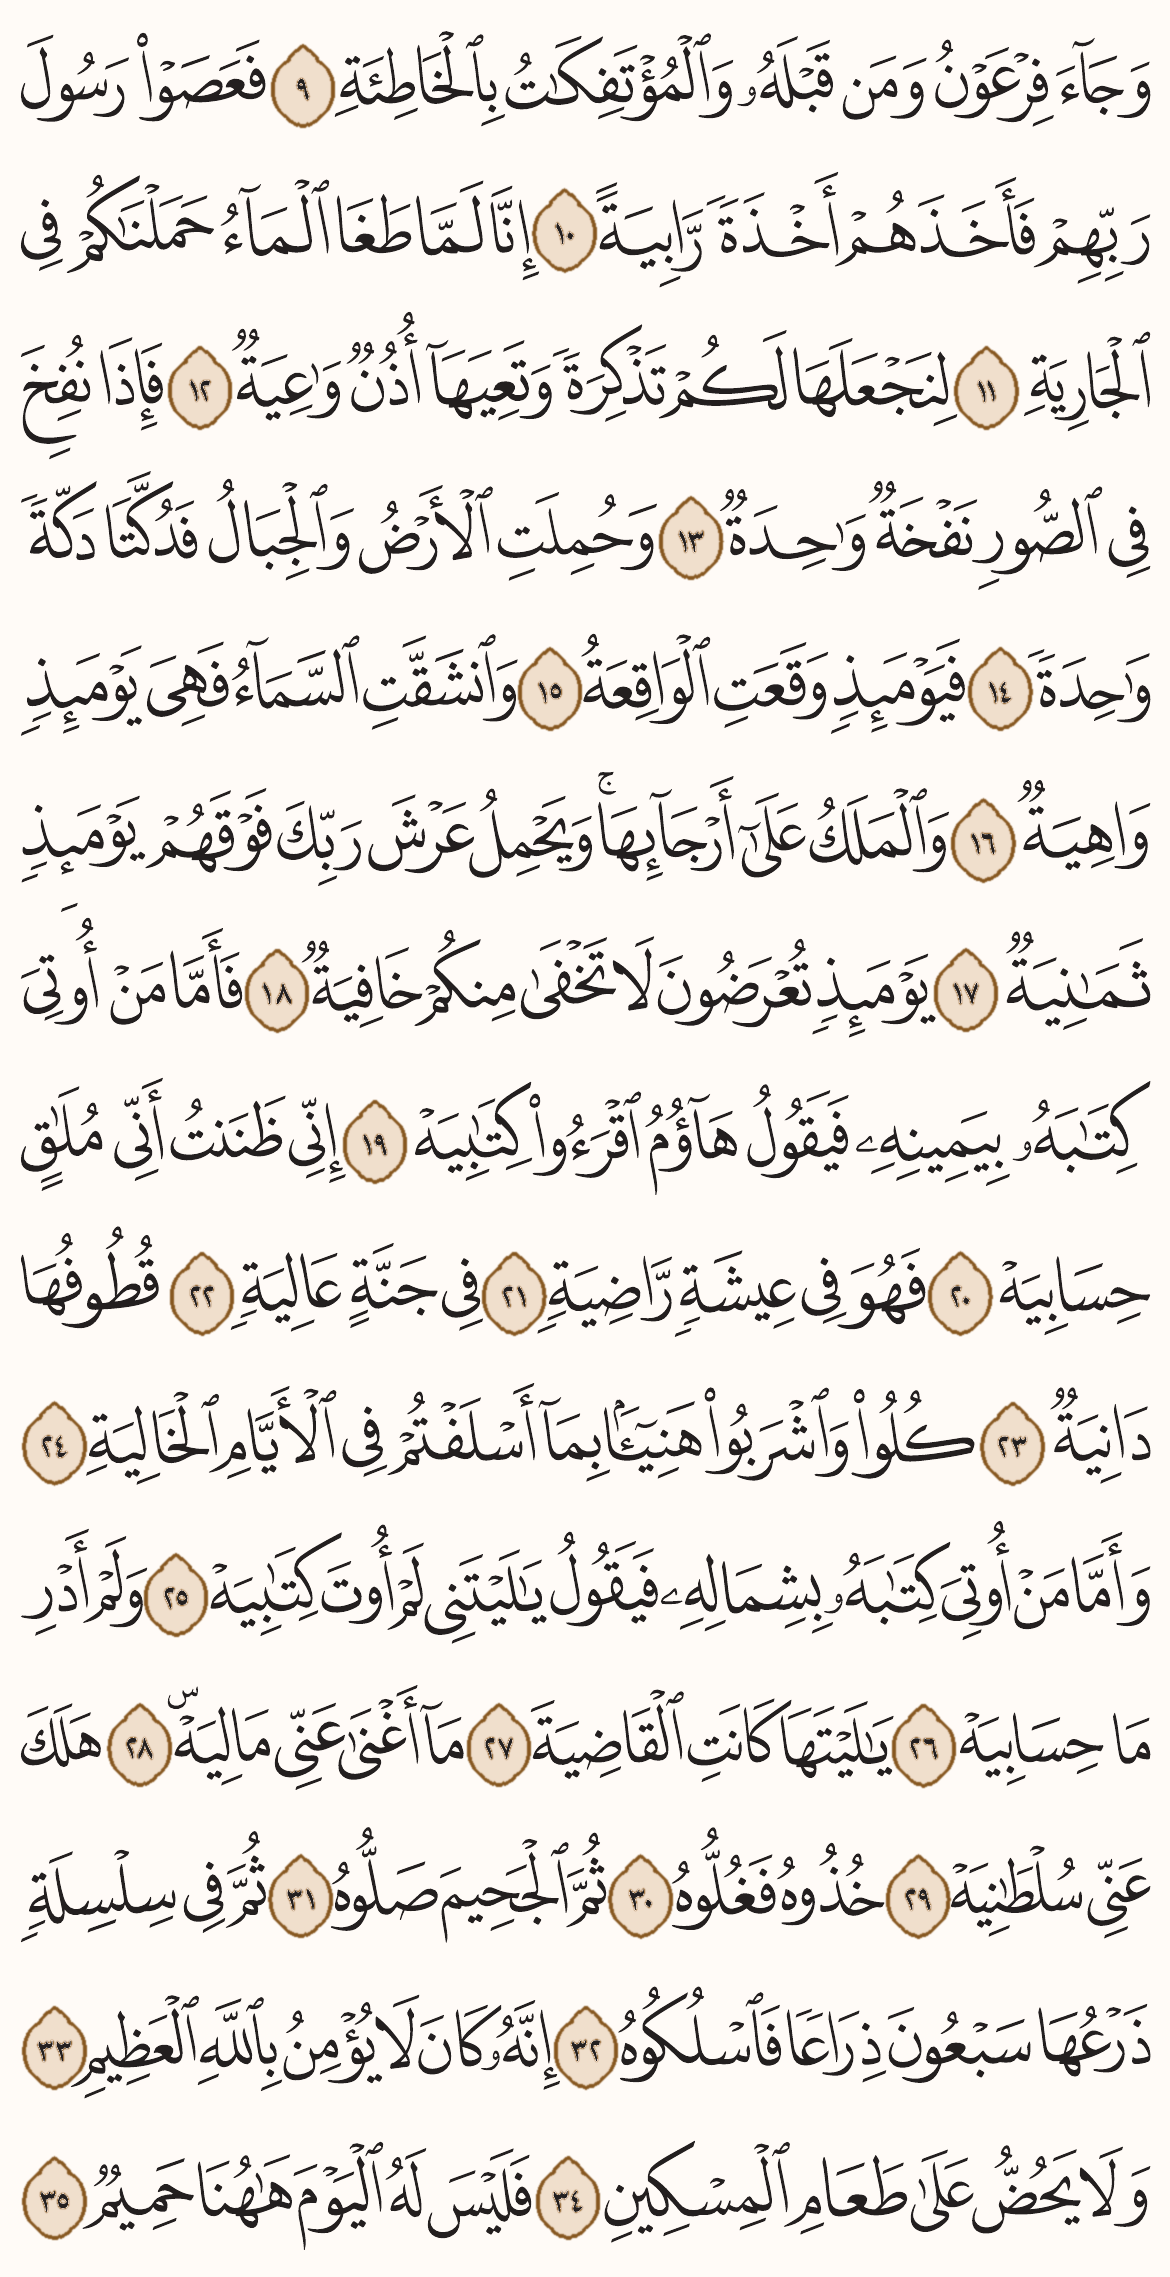 وَجَآءَ فِرْعَوْنُ وَمَن قَبْلَهُۥ وَٱلْمُؤْتَفِكَٰتُ بِٱلْخَاطِئَةِ ٩ فَعَصَوْا۟ رَسُولَ
رَبِّهِمْ فَأَخَذَهُمْ أَخْذَةً رَّابِيَةً ١٠ إِنَّا لَمَّا طَغَا ٱلْمَآءُ حَمَلْنَٰكُمْ فِى
ٱلْجَارِيَةِ ١١ لِنَجْعَلَهَا لَكُمْ تَذْكِرَةً وَتَعِيَهَآ أُذُنٌ وَٰعِيَةٌ ١٢ فَإِذَا نُفِخَ
فِى ٱلصُّورِ نَفْخَةٌ وَٰحِدَةٌ ١٣ وَحُمِلَتِ ٱلْأَرْضُ وَٱلْجِبَالُ فَدُكَّتَا دَكَّةً
وَٰحِدَةً ١٤ فَيَوْمَئِذٍ وَقَعَتِ ٱلْوَاقِعَةُ ١٥ وَٱنشَقَّتِ ٱلسَّمَآءُ فَهِىَ يَوْمَئِذٍ
وَاهِيَةٌ ١٦ وَٱلْمَلَكُ عَلَىٰٓ أَرْجَآئِهَا ۚ وَيَحْمِلُ عَرْشَ رَبِّكَ فَوْقَهُمْ يَوْمَئِذٍ
ثَمَٰنِيَةٌ ١٧ يَوْمَئِذٍ تُعْرَضُونَ لَا تَخْفَىٰ مِنكُمْ خَافِيَةٌ ١٨ فَأَمَّا مَنْ أُوتِىَ
كِتَٰبَهُۥ بِيَمِينِهِۦ فَيَقُولُ هَآؤُمُ ٱقْرَءُوا۟ كِتَٰبِيَهْ ١٩ إِنِّى ظَنَنتُ أَنِّى مُلَٰقٍ
حِسَابِيَهْ ٢٠ فَهُوَ فِى عِيشَةٍ رَّاضِيَةٍ ٢١ فِى جَنَّةٍ عَالِيَةٍ ٢٢ قُطُوفُهَا
دَانِيَةٌ ٢٣ كُلُوا۟ وَٱشْرَبُوا۟ هَنِيٓـًٔۢا بِمَآ أَسْلَفْتُمْ فِى ٱلْأَيَّامِ ٱلْخَالِيَةِ ٢٤
وَأَمَّا مَنْ أُوتِىَ كِتَٰبَهُۥ بِشِمَالِهِۦ فَيَقُولُ يَٰلَيْتَنِى لَمْ أُوتَ كِتَٰبِيَهْ ٢٥ وَلَمْ أَدْرِ
مَا حِسَابِيَهْ ٢٦ يَٰلَيْتَهَا كَانَتِ ٱلْقَاضِيَةَ ٢٧ مَآ أَغْنَىٰ عَنِّى مَالِيَهْ ۜ ٢٨ هَلَكَ
عَنِّى سُلْطَٰنِيَهْ ٢٩ خُذُوهُ فَغُلُّوهُ ٣٠ ثُمَّ ٱلْجَحِيمَ صَلُّوهُ ٣١ ثُمَّ فِى سِلْسِلَةٍ
ذَرْعُهَا سَبْعُونَ ذِرَاعًا فَٱسْلُكُوهُ ٣٢ إِنَّهُۥ كَانَ لَا يُؤْمِنُ بِٱللَّهِ ٱلْعَظِيمِ ٣٣
وَلَا يَحُضُّ عَلَىٰ طَعَامِ ٱلْمِسْكِينِ ٣٤ فَلَيْسَ لَهُ ٱلْيَوْمَ هَٰهُنَا حَمِيمٌ ٣٥